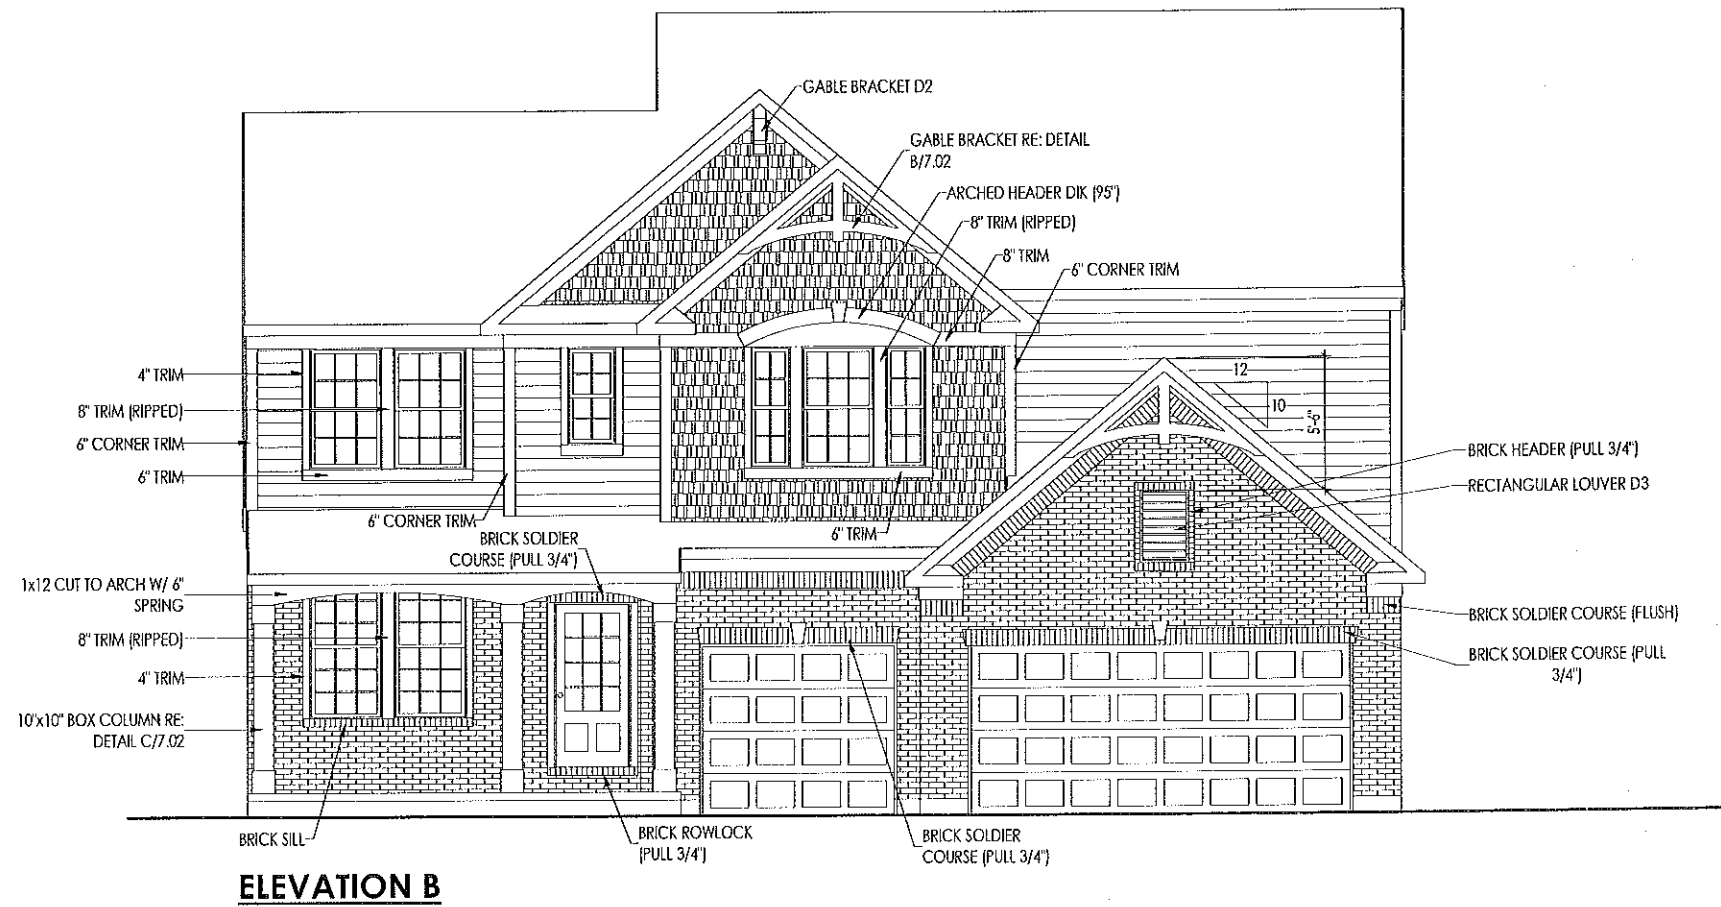 GABLE BRACKET D2
GABLE BRACKET RE: DETAIL
B/7.02
ARCHED HEADER DIK (95")
8" TRIM (RIPPED)
8" TRIM
6" CORNER TRIM
4" TRIM
8" TRIM (RIPPED)
6" CORNER TRIM
6" TRIM
6" CORNER TRIM
BRICK SOLDIER
COURSE (PULL 3/4")
6" TRIM
12
10
5'-6"
BRICK HEADER (PULL 3/4")
RECTANGULAR LOUVER D3
1x12 CUT TO ARCH W/ 6"
SPRING
8" TRIM (RIPPED)
4" TRIM
10"x10" BOX COLUMN RE:
DETAIL C/7.02
BRICK SOLDIER COURSE (FLUSH)
BRICK SOLDIER COURSE (PULL
3/4")
BRICK SILL
BRICK ROWLOCK
(PULL 3/4")
BRICK SOLDIER
COURSE (PULL 3/4")
ELEVATION B